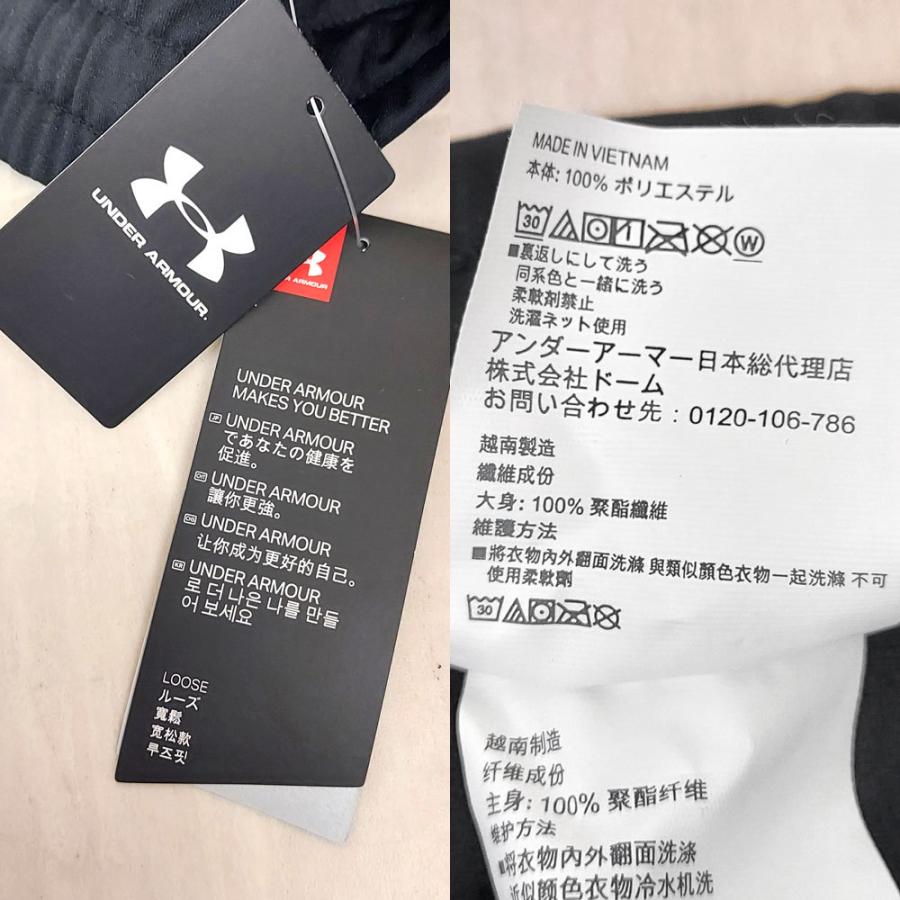 UNDER ARMOUR.
ARMOUR
UNDER ARMOUR
MAKES YOU BETTER
JP UNDER ARMOUR
であなたの健康を
促進。
CHT UNDER ARMOUR
讓你更強。
CHS UNDER ARMOUR
让你成为更好的自己。
KR UNDER ARMOUR
로 더 나은 나를 만들
어 보세요
LOOSE
ルーズ
寬鬆
宽松款
루즈핏
MADE IN VIETNAM
本体: 100% ポリエステル
30 1 W
■裏返しにして洗う
同系色と一緒に洗う
柔軟剤禁止
洗濯ネット使用
アンダーアーマー日本総代理店
株式会社ドーム
お問い合わせ先：0120-106-786
越南製造
纖維成份
大身: 100% 聚酯纖維
維護方法
■將衣物內外翻面洗滌 與類似顏色衣物一起洗滌 不可
使用柔軟劑
30
越南制造
纤维成份
主身: 100% 聚酯纤维
维护方法
■将衣物内外翻面洗涤
近似颜色衣物冷水机洗